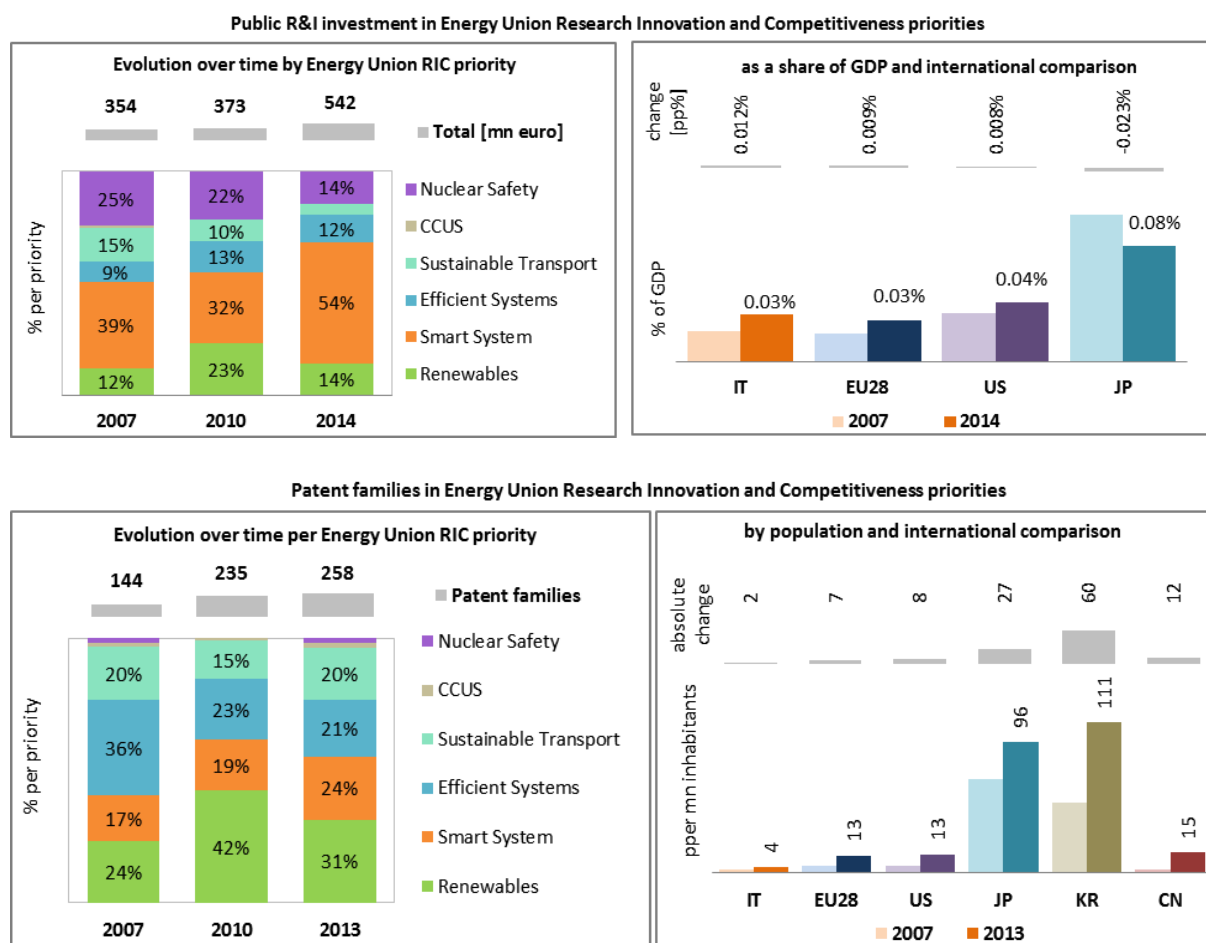 Public R&I investment in Energy Union Research Innovation and Competitiveness priorities
Evolution over time by Energy Union RIC priority
354 373 542
Total [mn euro]
% per priority
25% 22% 14%
15% 10%
9% 13% 12%
39% 32% 54%
12% 23% 14%
Nuclear Safety
CCUS
Sustainable Transport
Efficient Systems
Smart System
Renewables
2007 2010 2014
as a share of GDP and international comparison
change
[pp%]
0.012% 0.009% 0.008% -0.023%
% of GDP
0.03% 0.03% 0.04% 0.08%
IT EU28 US JP
2007 2014
Patent families in Energy Union Research Innovation and Competitiveness priorities
Evolution over time per Energy Union RIC priority
144 235 258
Patent families
% per priority
20% 15% 20%
36% 23% 21%
17% 19% 24%
24% 42% 31%
Nuclear Safety
CCUS
Sustainable Transport
Efficient Systems
Smart System
Renewables
2007 2010 2013
by population and international comparison
absolute
change
2 7 8 27 60 12
pper mn inhabitants
4 13 13 96 111 15
IT EU28 US JP KR CN
2007 2013